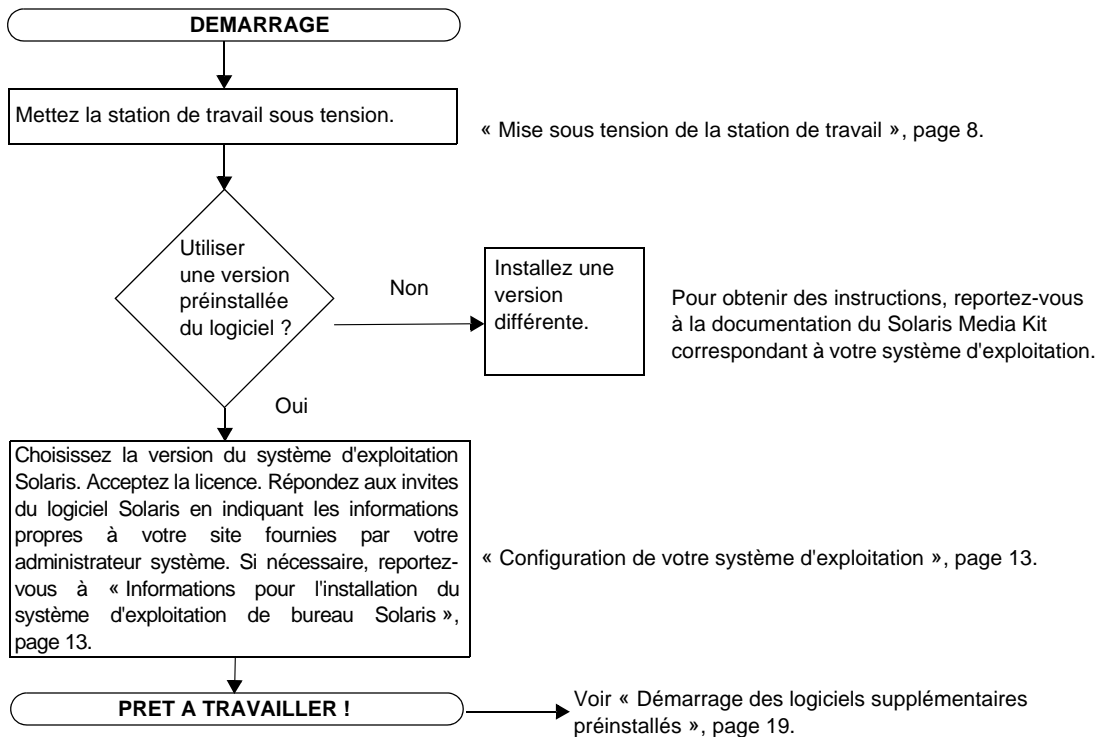 DEMARRAGE
Mettez la station de travail sous tension.
« Mise sous tension de la station de travail », page 8.
Utiliser
une version
préinstallée
du logiciel ?
Non
Installez une
version
différente.
Pour obtenir des instructions, reportez-vous
à la documentation du Solaris Media Kit
correspondant à votre système d'exploitation.
Oui
Choisissez la version du système d'exploitation
Solaris. Acceptez la licence. Répondez aux invites
du logiciel Solaris en indiquant les informations
propres à votre site fournies par votre
administrateur système. Si nécessaire, reportez-
vous à « Informations pour l'installation du
système d'exploitation de bureau Solaris »,
page 13.
« Configuration de votre système d'exploitation », page 13.
PRET A TRAVAILLER !
Voir « Démarrage des logiciels supplémentaires
préinstallés », page 19.